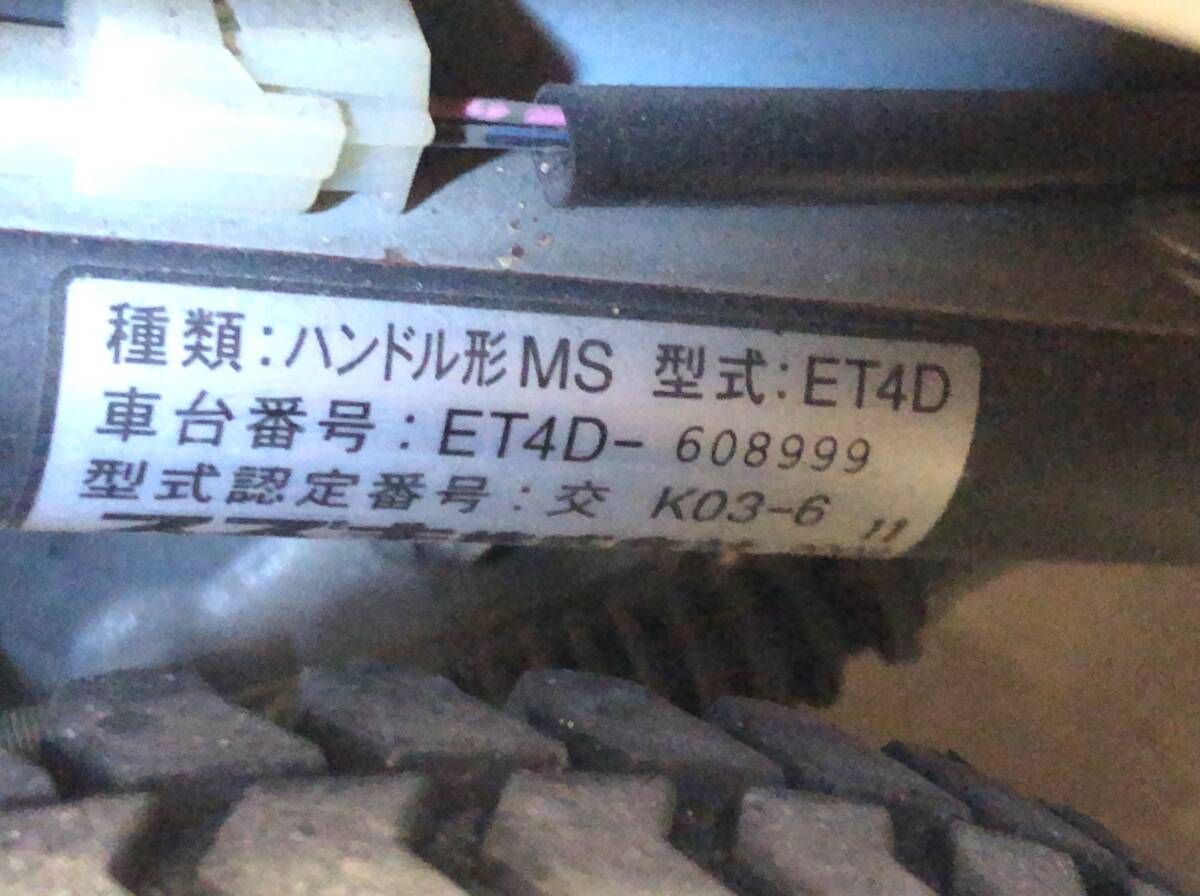 種類:ハンドル形MS 型式:ET4D
車台番号:ET4D-608999
型式認定番号:交 K03-6